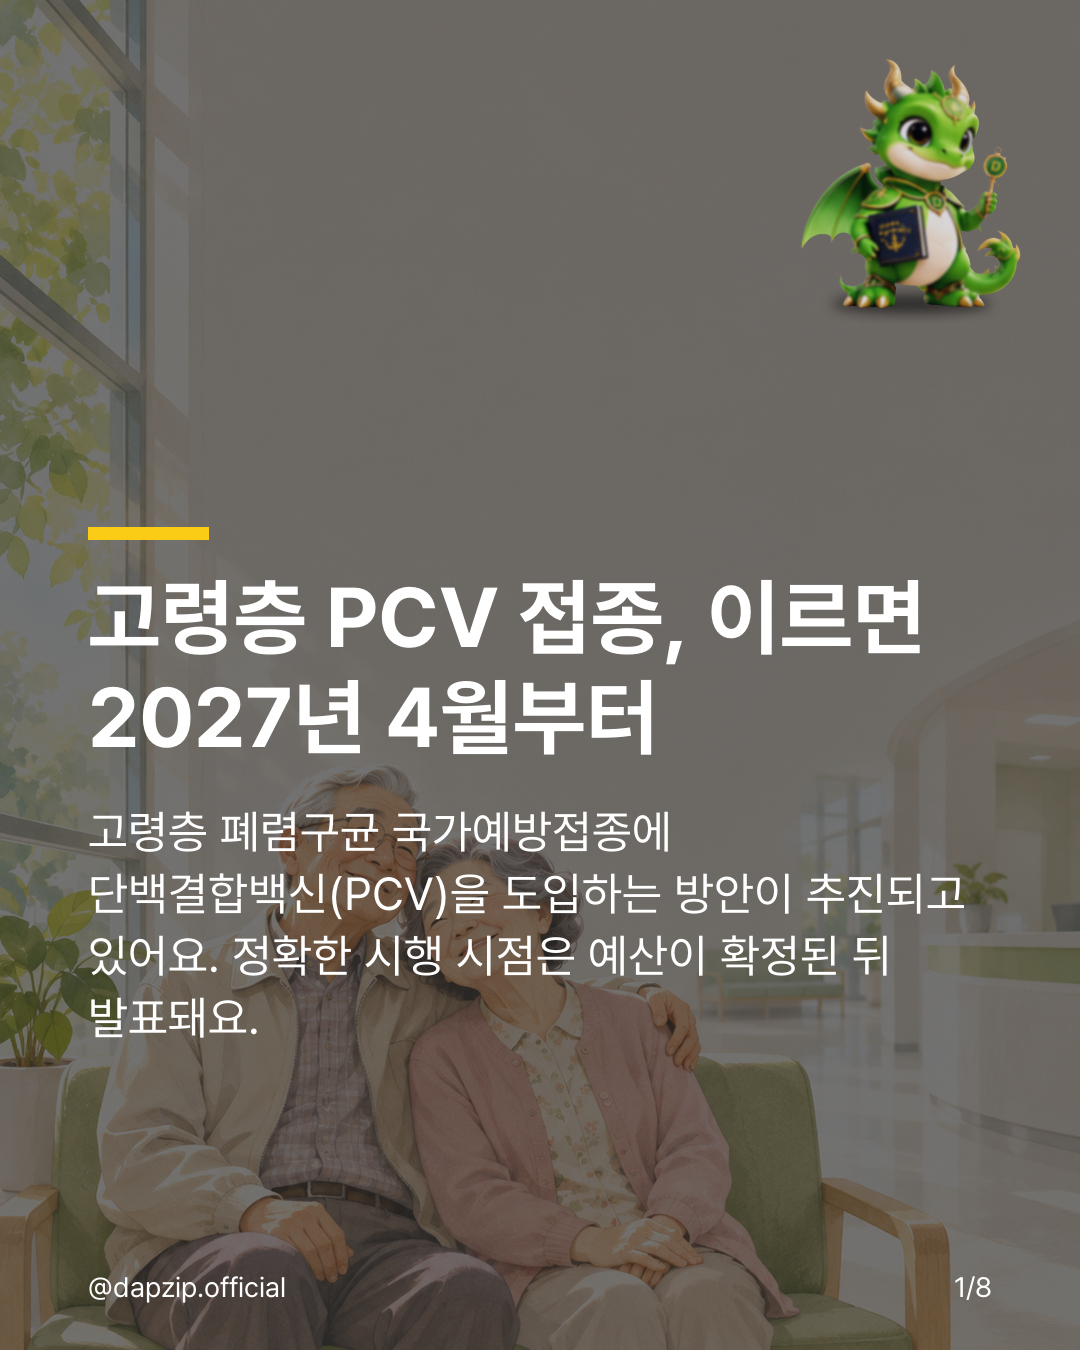 고령층 PCV 접종, 이르면
2027년 4월부터
고령층 폐렴구균 국가예방접종에
단백결합백신(PCV)을 도입하는 방안이 추진되고
있어요. 정확한 시행 시점은 예산이 확정된 뒤
발표돼요.
@dapzip.official
1/8